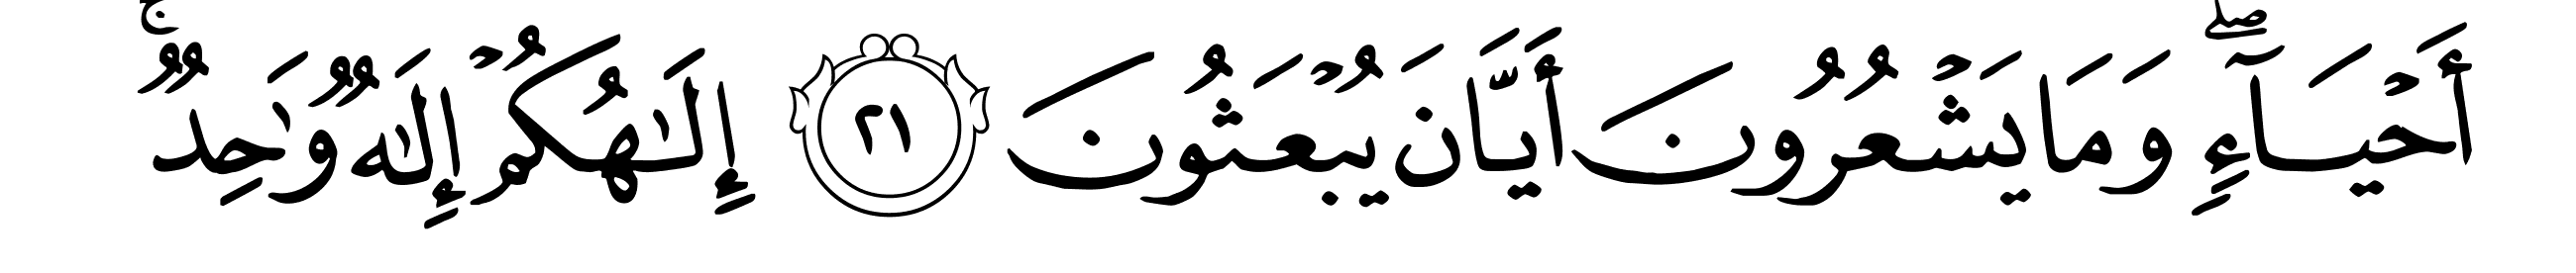 أَحۡيَآءٖۖ وَمَا يَشۡعُرُونَ أَيَّانَ يُبۡعَثُونَ ٢١ إِلَٰهُكُمۡ إِلَٰهٞ وَٰحِدٞۚ